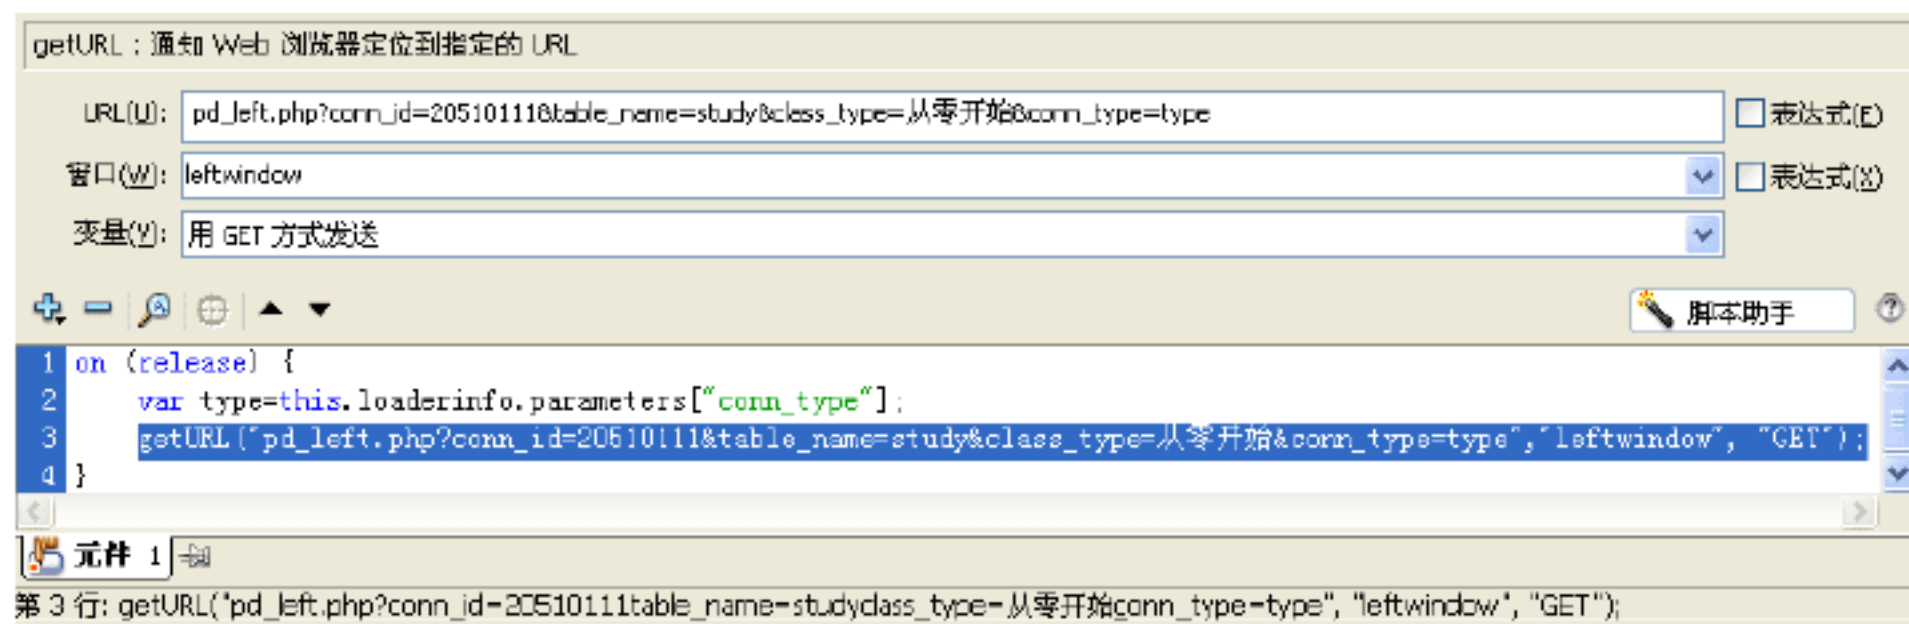 getURL : 通知 Web 浏览器定位到指定的 URL
URL(U): pd_left.php?conn_id=20510111&table_name=study&class_type=从零开始&conn_type=type 表达式(E)
窗口(W): leftwindow 表达式(X)
变量(V): 用 GET 方式发送
脚本助手 ?
1 on (release) {
2 var type=this.loaderinfo.parameters["conn_type"];
3 getURL("pd_left.php?conn_id=20510111&table_name=study&class_type=从零开始&conn_type=type","leftwindow", "GET");
4 }
元件 1
第 3 行: getURL("pd_left.php?conn_id=20510111table_name=studyclass_type=从零开始conn_type=type", "leftwindow", "GET");